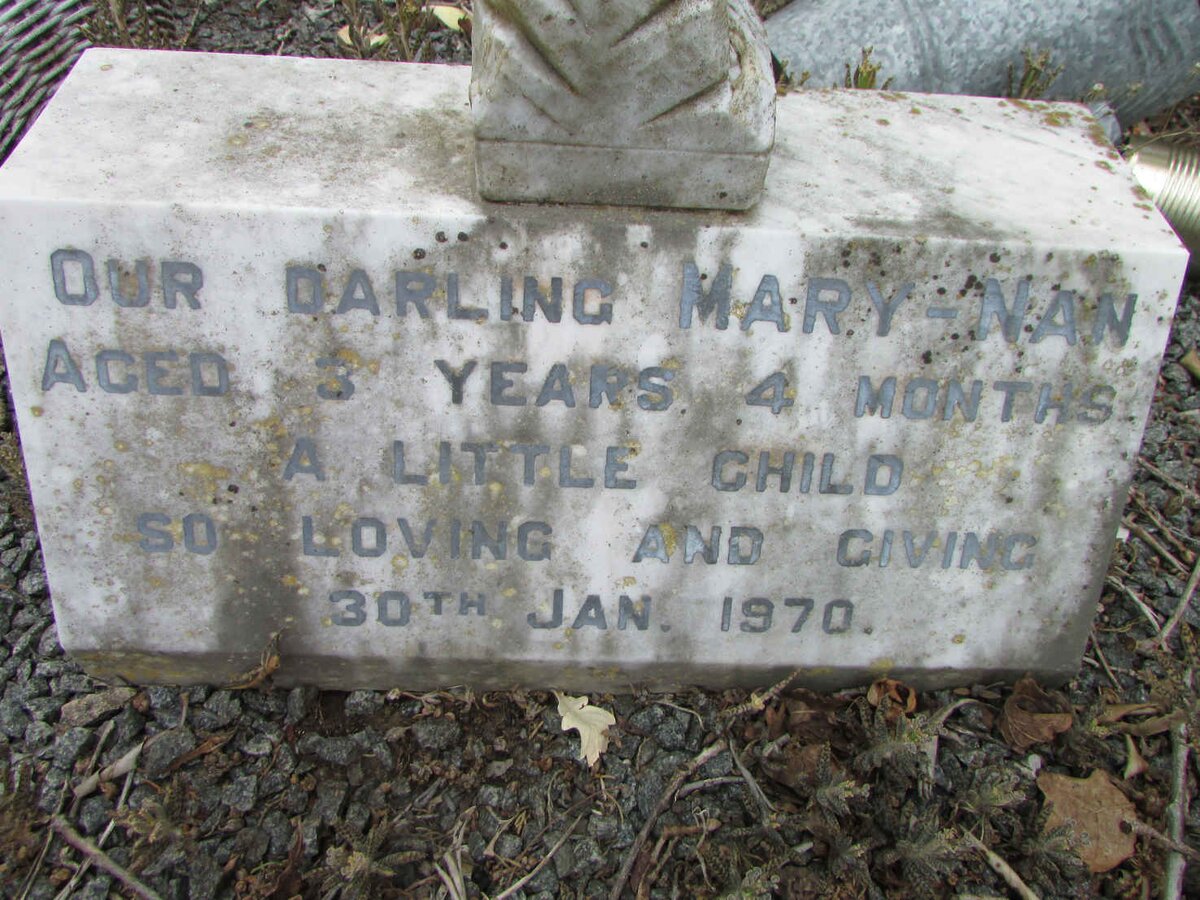 OUR DARLING MARY-NAN
AGED 3 YEARS. 4 MONTHS.
A LITTLE CHILD
SO LOVING AND GIVING
30TH JAN. 1970.